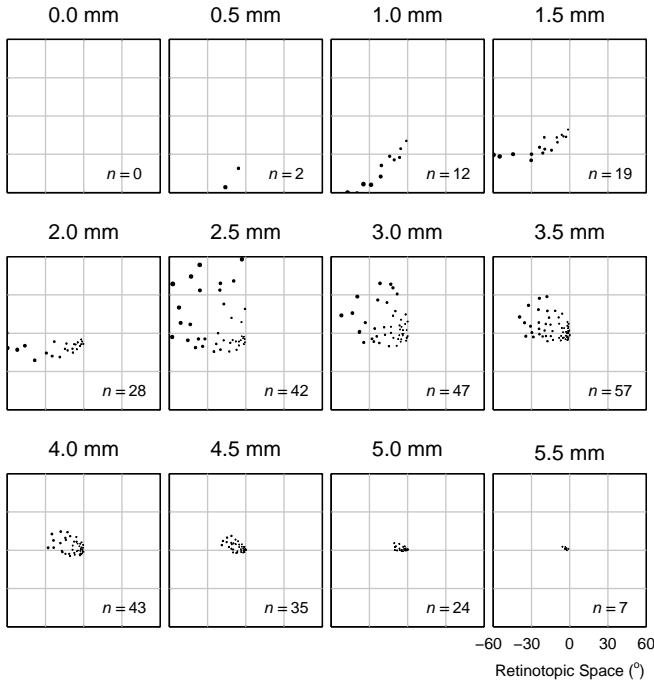 0.0 mm 0.5 mm 1.0 mm 1.5 mm
n=0 n=2 n=12 n=19
2.0 mm 2.5 mm 3.0 mm 3.5 mm
n=28 n=42 n=47 n=57
4.0 mm 4.5 mm 5.0 mm 5.5 mm
n=43 n=35 n=24 n=7
−60 −30 0 30 60
Retinotopic Space (°)